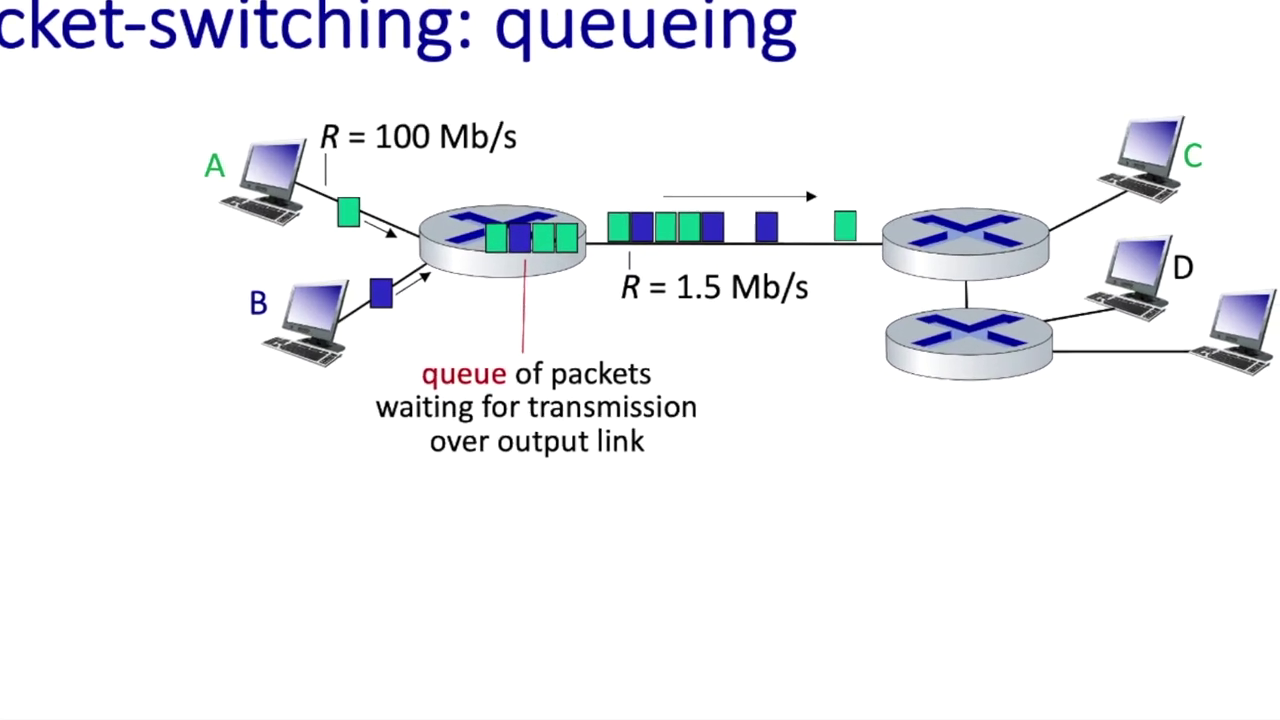 cket-switching: queueing
R = 100 Mb/s
A
C
B
R = 1.5 Mb/s
D
queue of packets
waiting for transmission
over output link